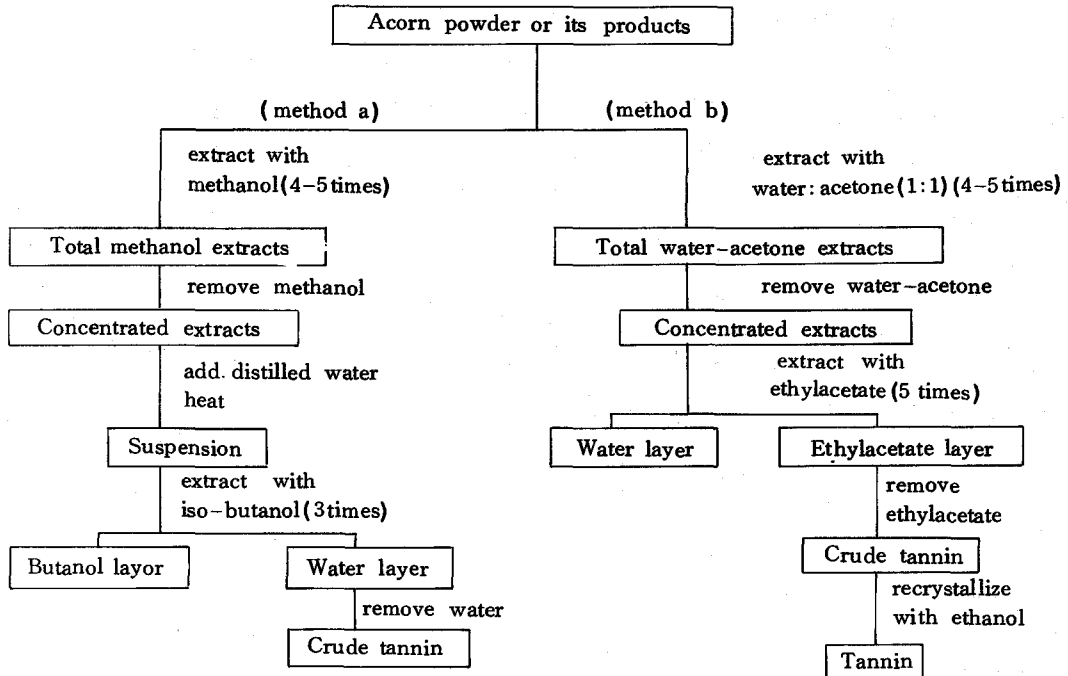 Acorn powder or its products
(method a)
(method b)
extract with
methanol(4-5times)
extract with
water:acetone(1:1)(4-5times)
Total methanol extracts
Total water-acetone extracts
remove methanol
remove water-acetone
Concentrated extracts
Concentrated extracts
add. distilled water
heat
extract with
ethylacetate(5 times)
Suspension
Water layer
Ethylacetate layer
extract with
iso-butanol(3times)
remove
ethylacetate
Butanol layor
Water layer
Crude tannin
remove water
recrystallize
with ethanol
Crude tannin
Tannin